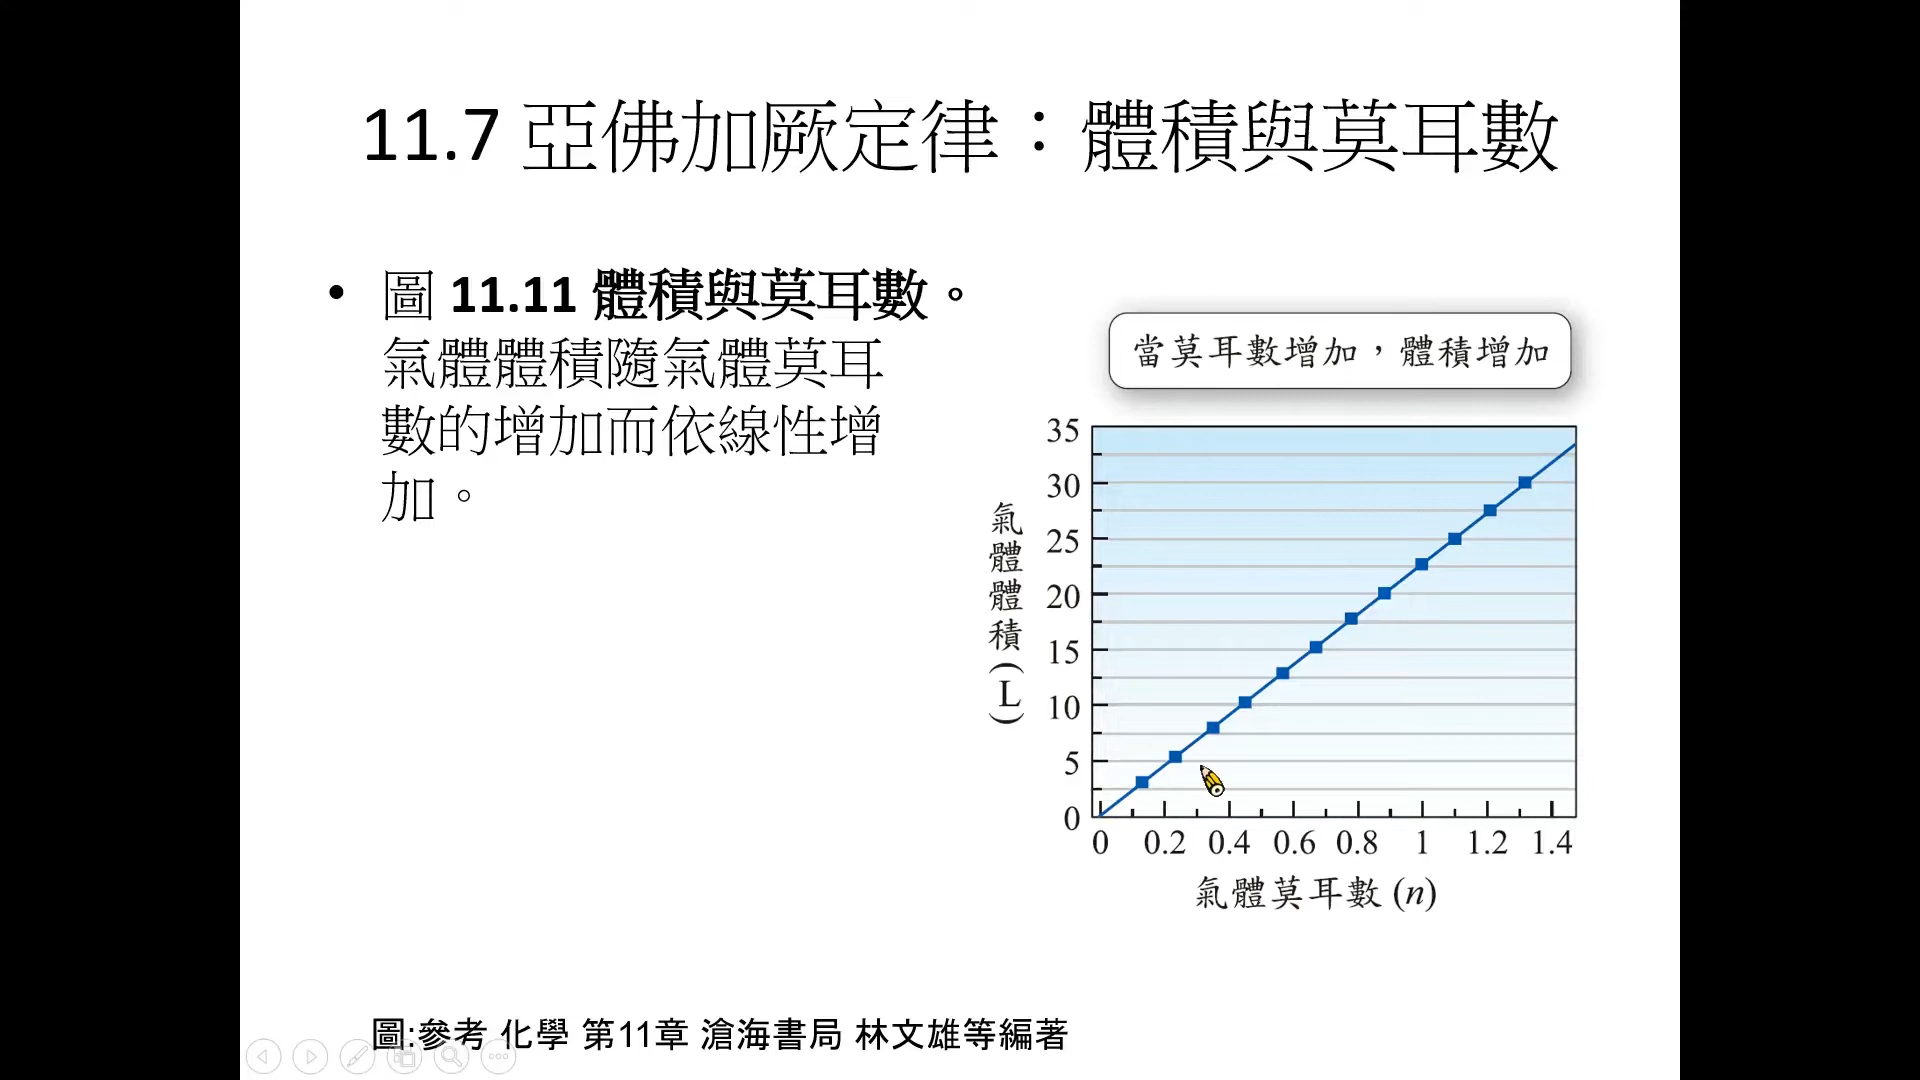 11.7 亞佛加厥定律：體積與莫耳數
• 圖 11.11 體積與莫耳數。
氣體體積隨氣體莫耳
數的增加而依線性增
加。
當莫耳數增加，體積增加
氣體體積(L)
35
30
25
20
15
10
5
0
0 0.2 0.4 0.6 0.8 1 1.2 1.4
氣體莫耳數 (n)
圖:參考 化學 第11章 滄海書局 林文雄等編著